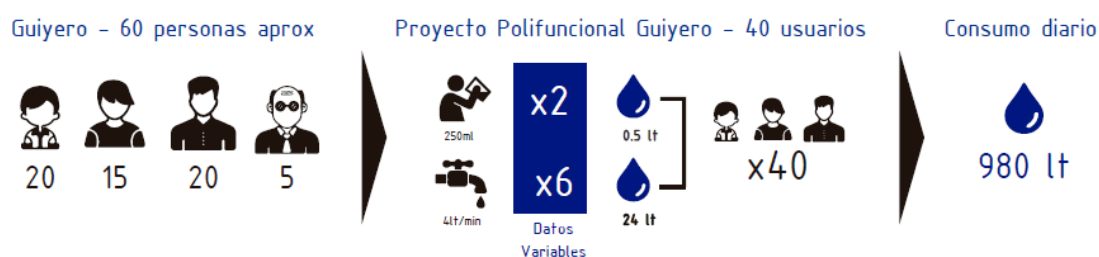 Guiyero - 60 personas aprox
20
15
20
5
Proyecto Polifuncional Guiyero - 40 usuarios
250ml
x2
0.5 lt
4lt/min
x6
24 lt
Datos
Variables
x40
Consumo diario
980 lt